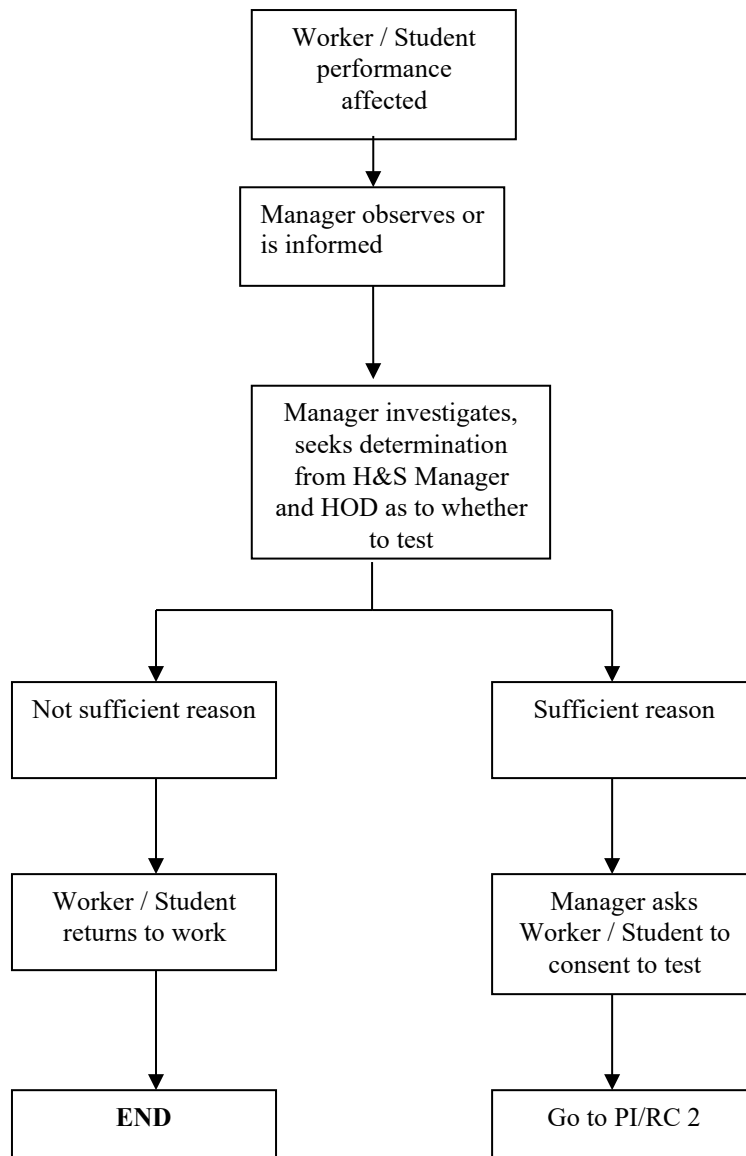 Worker / Student
performance
affected
Manager observes or
is informed
Manager investigates,
seeks determination
from H&S Manager
and HOD as to whether
to test
Not sufficient reason
Sufficient reason
Worker / Student
returns to work
Manager asks
Worker / Student to
consent to test
END
Go to PI/RC 2